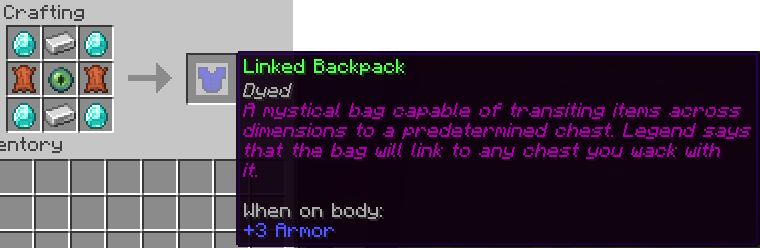 Crafting
Linked Backpack
Dyed
A mystical bag capable of transiting items across
dimensions to a predetermined chest. Legend says
that the bag will link to any chest you wack with
it.
When on body:
+3 Armor
entory